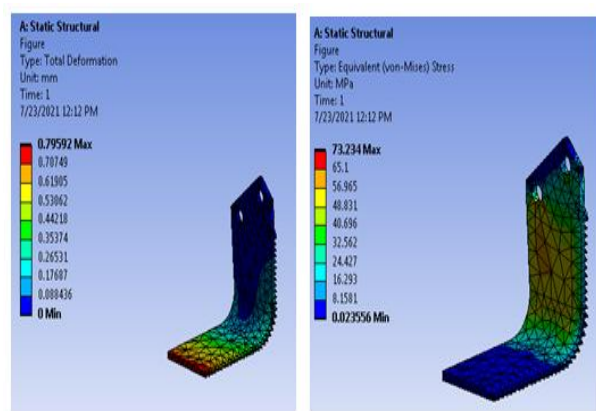 A: Static Structural
Figure
Type: Total Deformation
Unit: mm
Time: 1
7/23/2021 12:12 PM
0.79592 Max
0.70749
0.61905
0.53062
0.44218
0.35374
0.26531
0.17687
0.088436
0 Min
A: Static Structural
Figure
Type: Equivalent (von-Mises) Stress
Unit: MPa
Time: 1
7/23/2021 12:12 PM
73.234 Max
65.1
56.965
48.831
40.696
32.562
24.427
16.293
8.1581
0.023556 Min